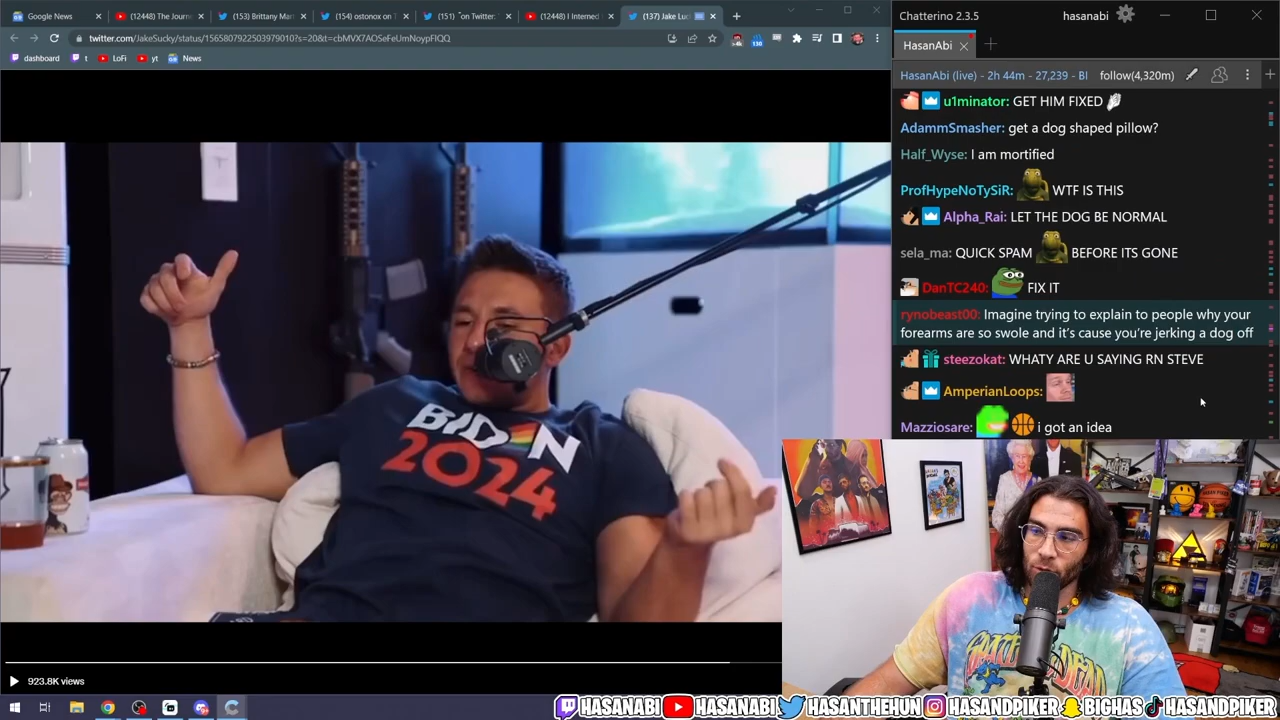 Google News
(12448) The Journe
(153) Brittany Mar
(154) ostonox on T
(151) "on Twitter: "
(12448) I Interned
(137) Jake Luc
twitter.com/JakeSucky/status/1565807922503979010?s=20&t=cbMVX7AOSeFeUmNoypFIQQ
dashboard
t
LoFi
yt
News
BIDEN
2024
923.8K views
Chatterino 2.3.5
hasanabi
HasanAbi
HasanAbi (live) - 2h 44m - 27,239 - Bl
follow(4,320m)
u1minator: GET HIM FIXED
AdammSmasher: get a dog shaped pillow?
Half_Wyse: I am mortified
ProfHypeNoTySiR: WTF IS THIS
Alpha_Rai: LET THE DOG BE NORMAL
sela_ma: QUICK SPAM BEFORE ITS GONE
DanTC240: FIX IT
rynobeast00: Imagine trying to explain to people why your
forearms are so swole and it's cause you're jerking a dog off
steezokat: WHATY ARE U SAYING RN STEVE
AmperianLoops:
Mazziosare: i got an idea
HASANABI HASANABI HASANTHEHUN HASANDPIKER BIGHAS HASANDPIKER